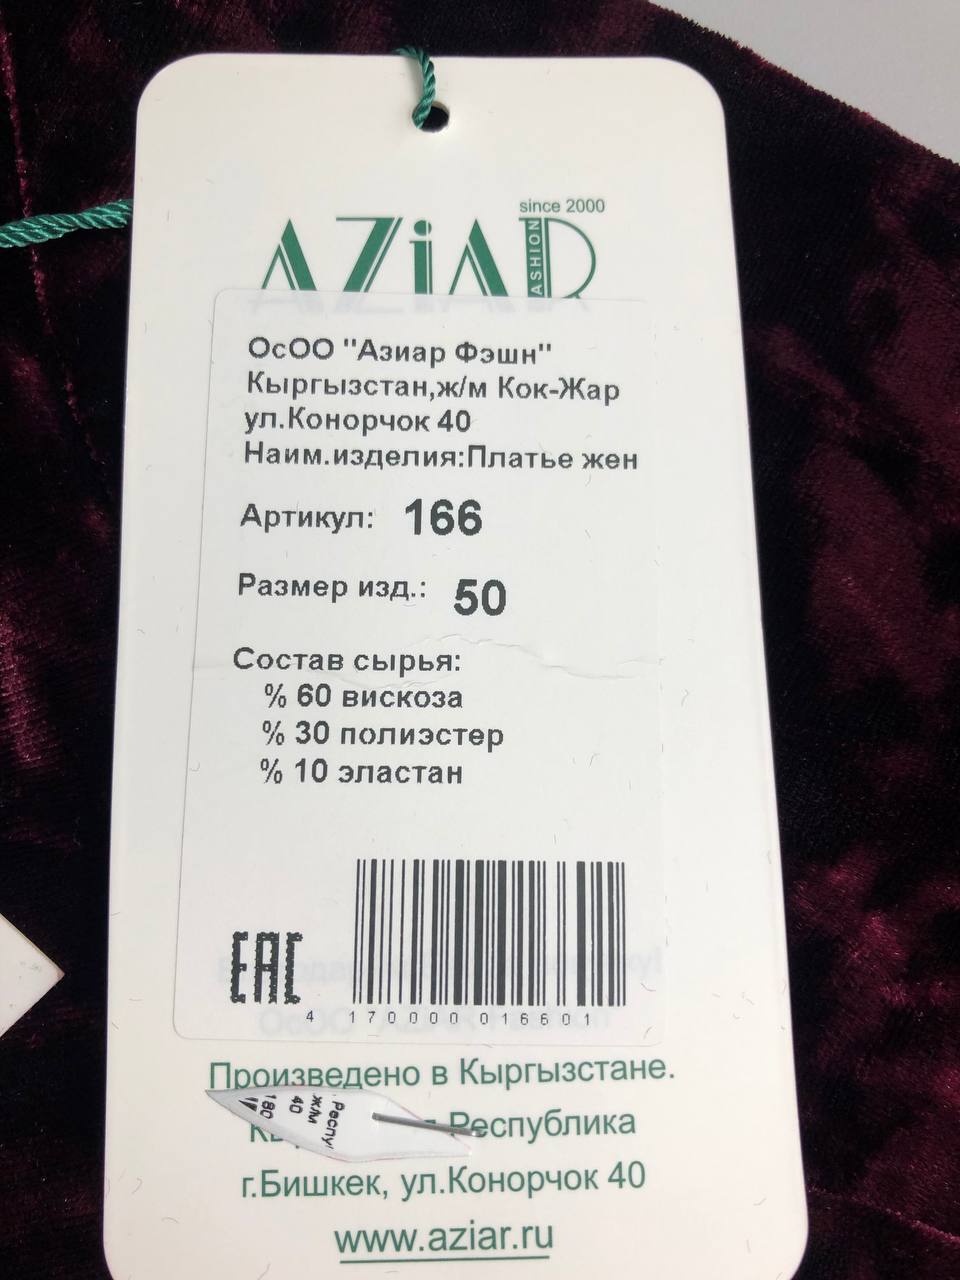 since 2000
AZiAR
FASHION
ОсОО "Азиар Фэшн"
Кыргызстан,ж/м Кок-Жар
ул.Конорчок 40
Наим.изделия:Платье жен
Артикул: 166
Размер изд.: 50
Состав сырья:
% 60 вискоза
% 30 полиэстер
% 10 эластан
EAC
4 170000 016601
Произведено в Кыргызстане.
Республика
г.Бишкек, ул.Конорчок 40
www.aziar.ru
ж/м
40
180